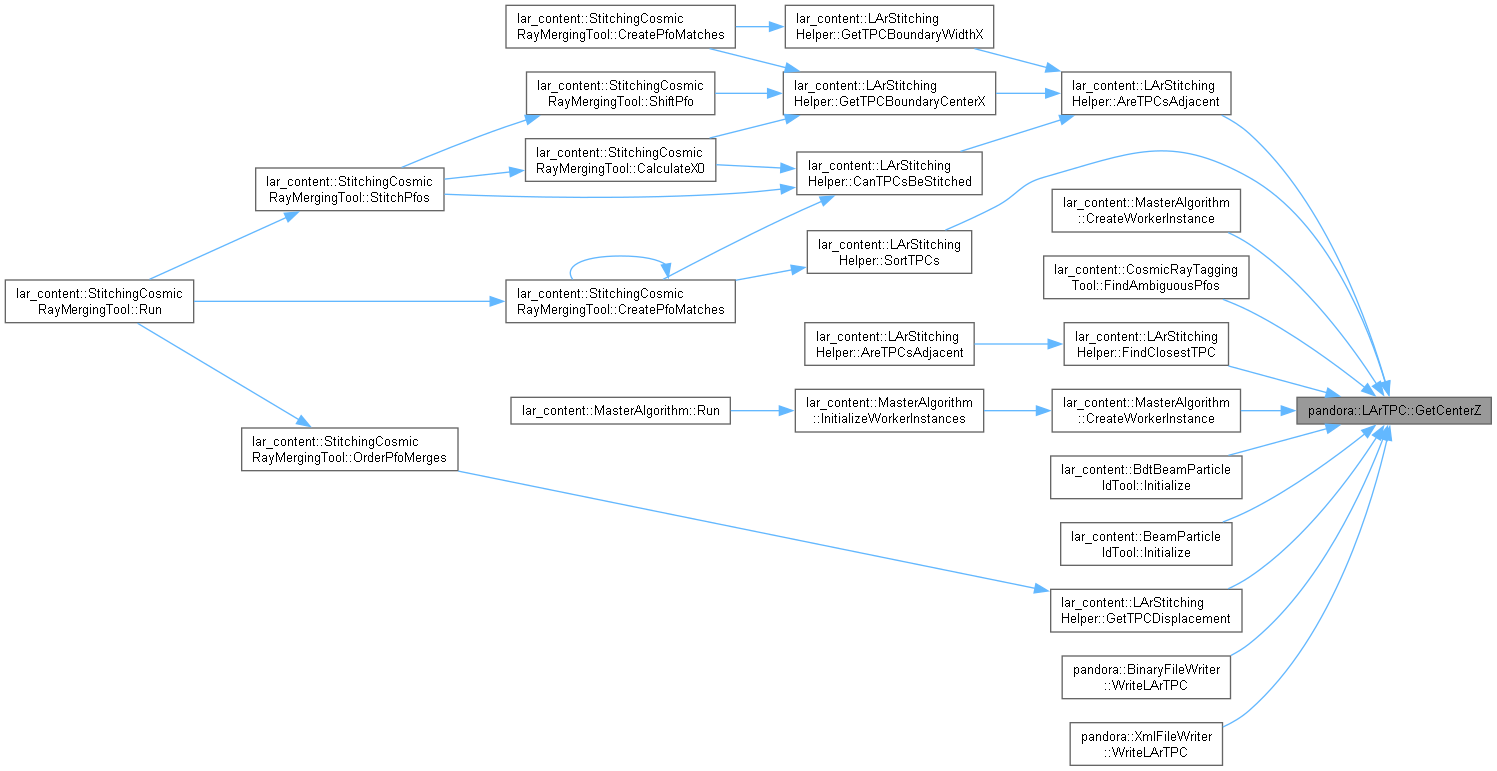 lar_content::StitchingCosmic
RayMergingTool::CreatePfoMatches
lar_content::LArStitching
Helper::GetTPCBoundaryWidthX
lar_content::StitchingCosmic
RayMergingTool::ShiftPfo
lar_content::LArStitching
Helper::GetTPCBoundaryCenterX
lar_content::LArStitching
Helper::AreTPCsAdjacent
lar_content::StitchingCosmic
RayMergingTool::CalculateX0
lar_content::LArStitching
Helper::CanTPCsBeStitched
lar_content::StitchingCosmic
RayMergingTool::StitchPfos
lar_content::MasterAlgorithm
::CreateWorkerInstance
lar_content::LArStitching
Helper::SortTPCs
lar_content::CosmicRayTagging
Tool::FindAmbiguousPfos
lar_content::StitchingCosmic
RayMergingTool::Run
lar_content::StitchingCosmic
RayMergingTool::CreatePfoMatches
lar_content::LArStitching
Helper::AreTPCsAdjacent
lar_content::LArStitching
Helper::FindClosestTPC
lar_content::MasterAlgorithm::Run
lar_content::MasterAlgorithm
::InitializeWorkerInstances
lar_content::MasterAlgorithm
::CreateWorkerInstance
pandora::LArTPC::GetCenterZ
lar_content::StitchingCosmic
RayMergingTool::OrderPfoMerges
lar_content::BdtBeamParticle
IdTool::Initialize
lar_content::BeamParticle
IdTool::Initialize
lar_content::LArStitching
Helper::GetTPCDisplacement
pandora::BinaryFileWriter
::WriteLArTPC
pandora::XmlFileWriter
::WriteLArTPC